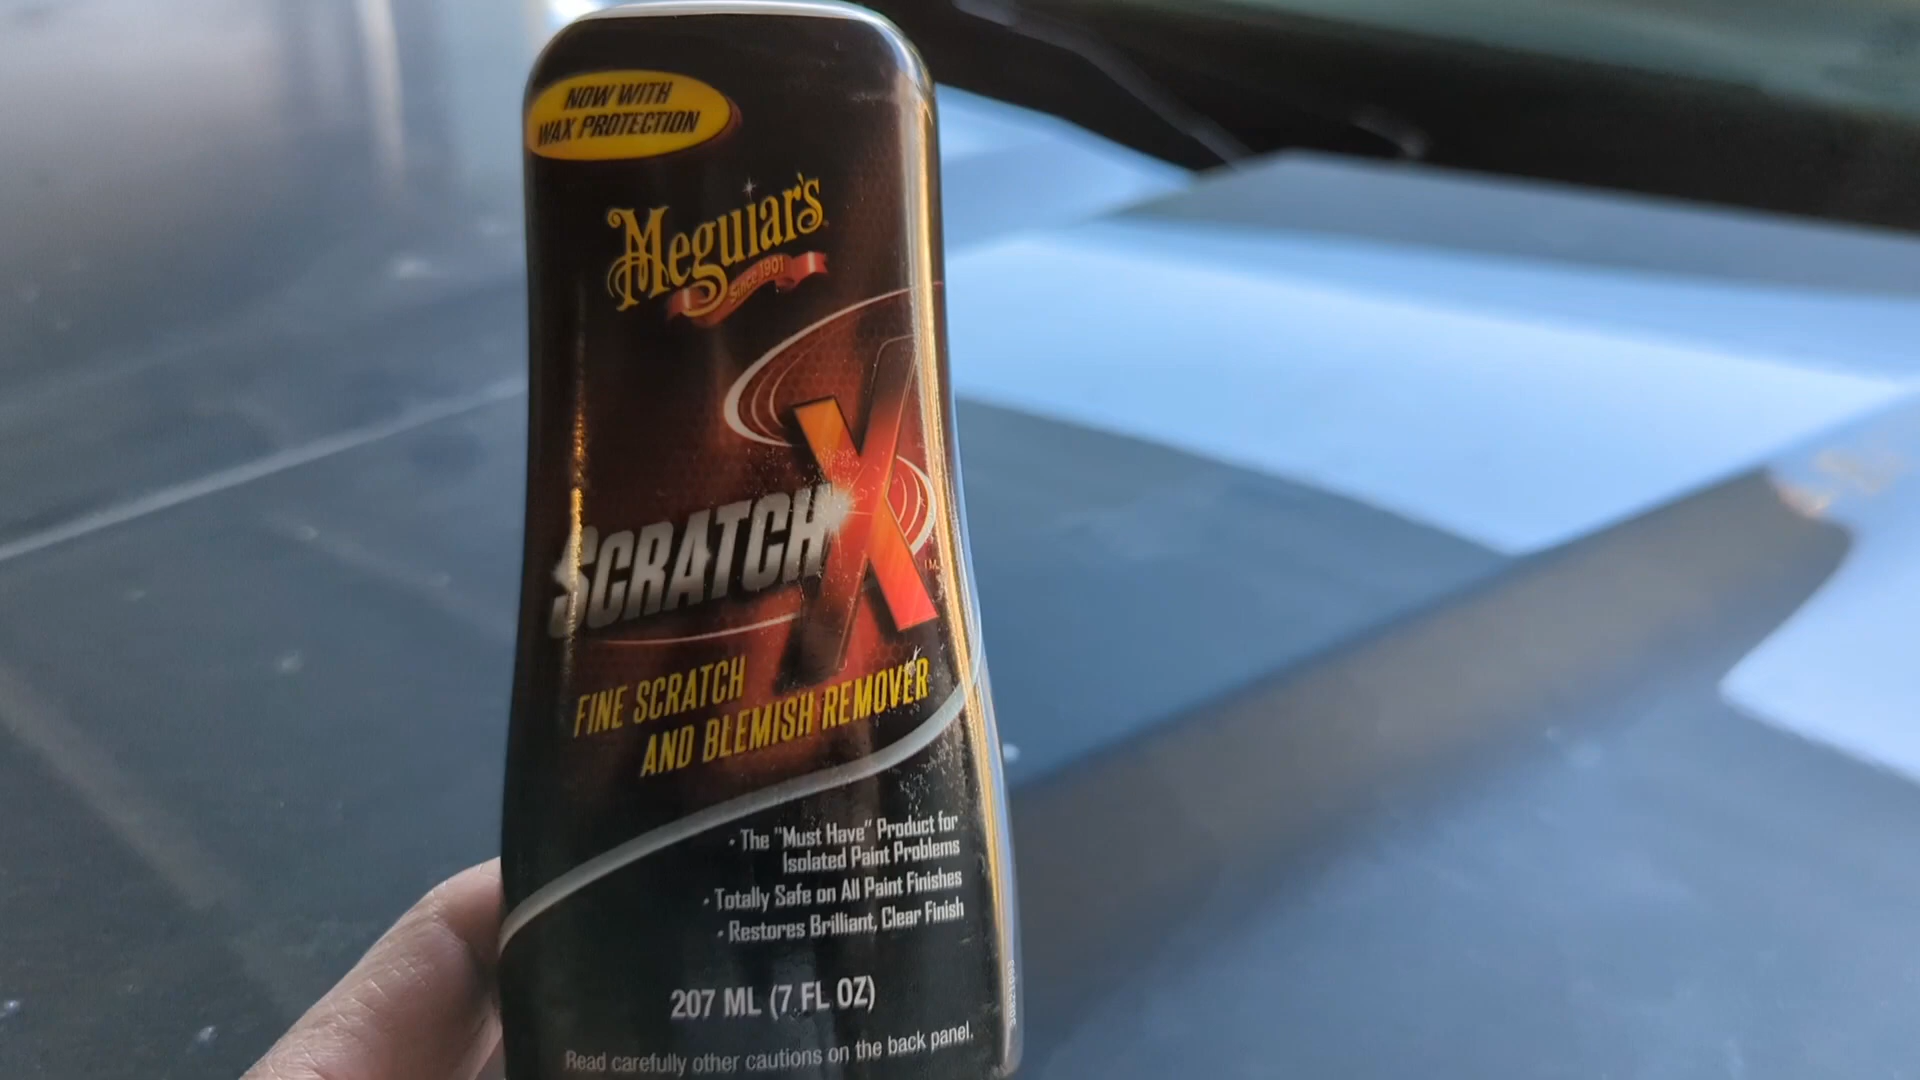 NOW WITH
WAX PROTECTION
Meguiar's
Since 1901
SCRATCHX
TM
FINE SCRATCH
AND BLEMISH REMOVER
• The "Must Have" Product for
Isolated Paint Problems
• Totally Safe on All Paint Finishes
• Restores Brilliant, Clear Finish
207 ML (7 FL OZ)
Read carefully other cautions on the back panel.